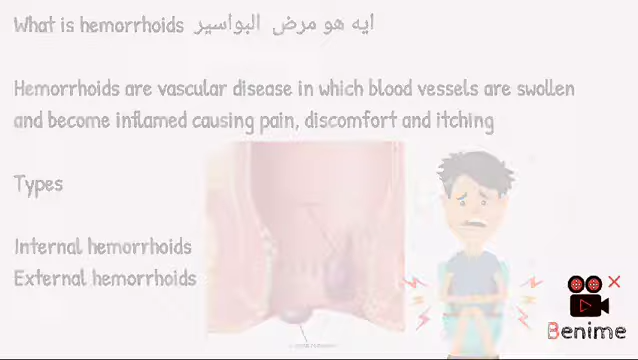 What is hemorrhoids ايه هو مرض البواسير
Hemorrhoids are vascular disease in which blood vessels are swollen
and become inflamed causing pain, discomfort and itching
Types
Internal hemorrhoids
External hemorrhoids
Benime